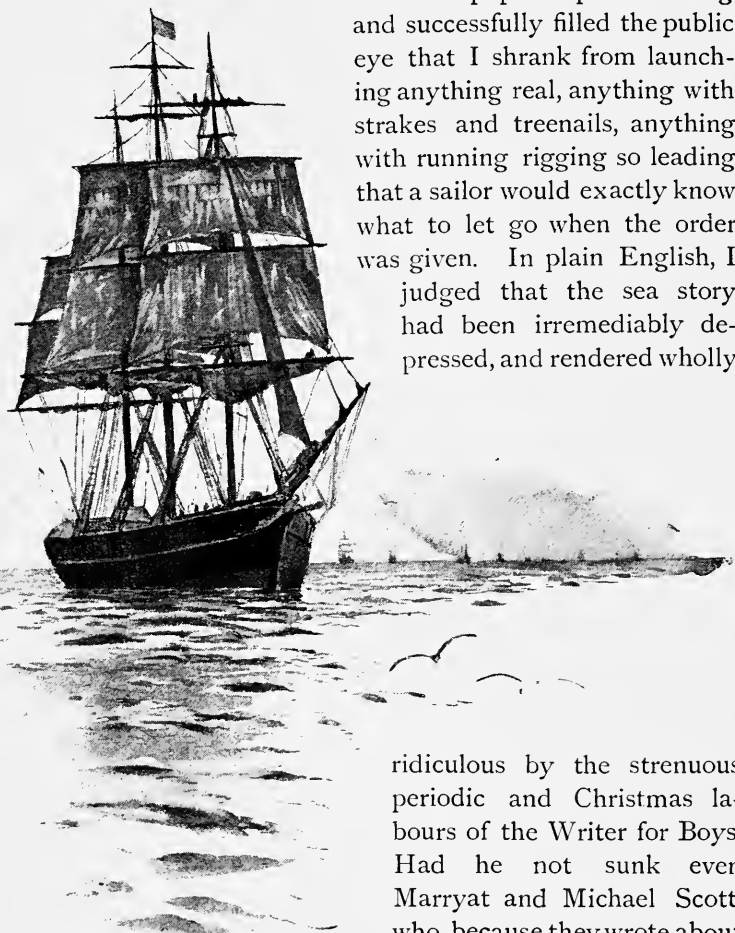 and successfully filled the public
eye that I shrank from launch-
ing anything real, anything with
strakes and treenails, anything
with running rigging so leading
that a sailor would exactly know
what to let go when the order
was given. In plain English, I
judged that the sea story
had been irremediably de-
pressed, and rendered wholly
ridiculous by the strenuous
periodic and Christmas la-
bours of the Writer for Boys
Had he not sunk even
Marryat and Michael Scott
who, because they wrote about